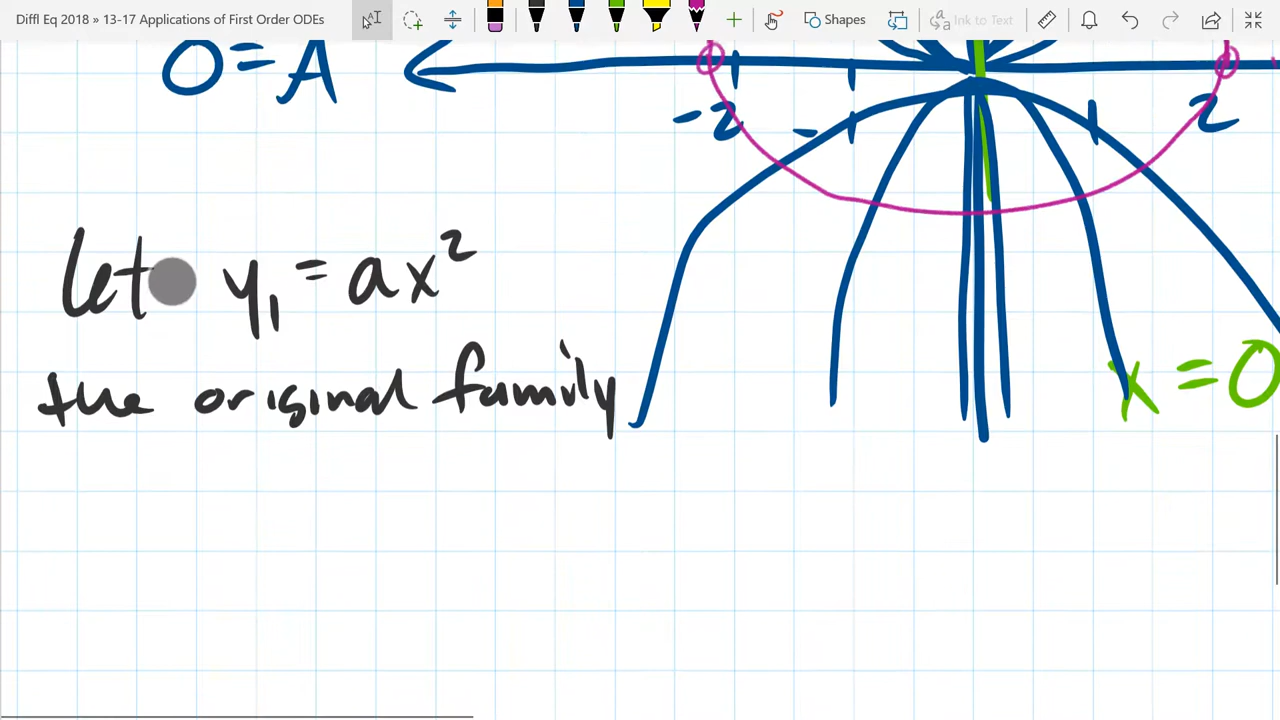 Diffl Eq 2018 » 13-17 Applications of First Order ODEs
Shapes
Ink to Text
0 = A
-2
-
1
2
let y₁ = ax²
the original family
x = 0